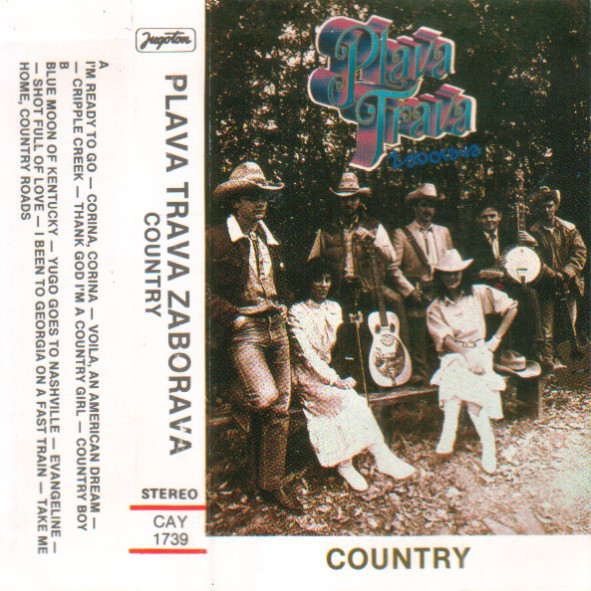 A
I'M READY TO GO — CORINA, CORINA — VOILA, AN AMERICAN DREAM —
— CRIPPLE CREEK — THANK GOD I'M A COUNTRY GIRL — COUNTRY BOY
B
BLUE MOON OF KENTUCKY — YUGO GOES TO NASHVILLE — EVANGELINE —
— SHOT FULL OF LOVE — I BEEN TO GEORGIA ON A FAST TRAIN — TAKE ME
HOME, COUNTRY ROADS
Jugoton
PLAVA TRAVA ZABORAVA
COUNTRY
STEREO
CAY
1739
Plava
Trava
Zaborava
COUNTRY